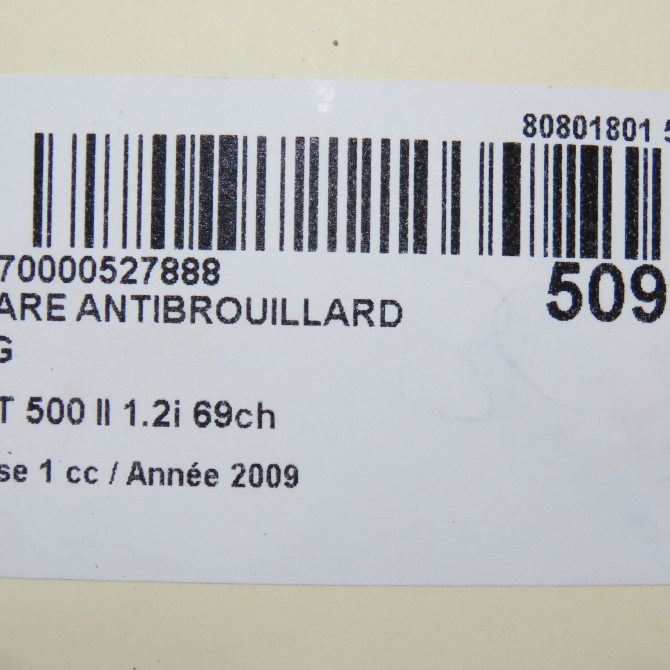 80801801 5
70000527888
509
ARE ANTIBROUILLARD
G
T 500 II 1.2i 69ch
se 1 cc / Année 2009